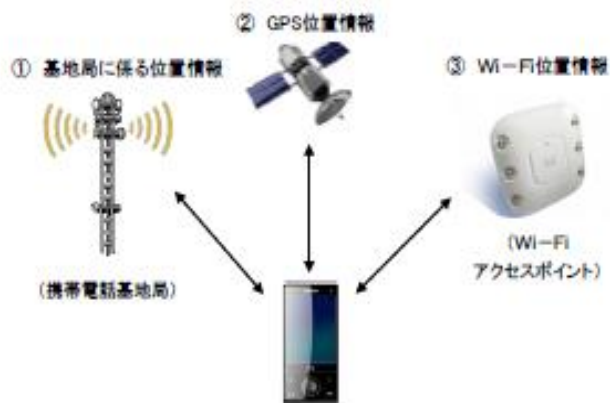 ② GPS位置情報
① 基地局に係る位置情報
③ Wi－Fi位置情報
(携帯電話基地局)
(Wi－Fi
アクセスポイント)